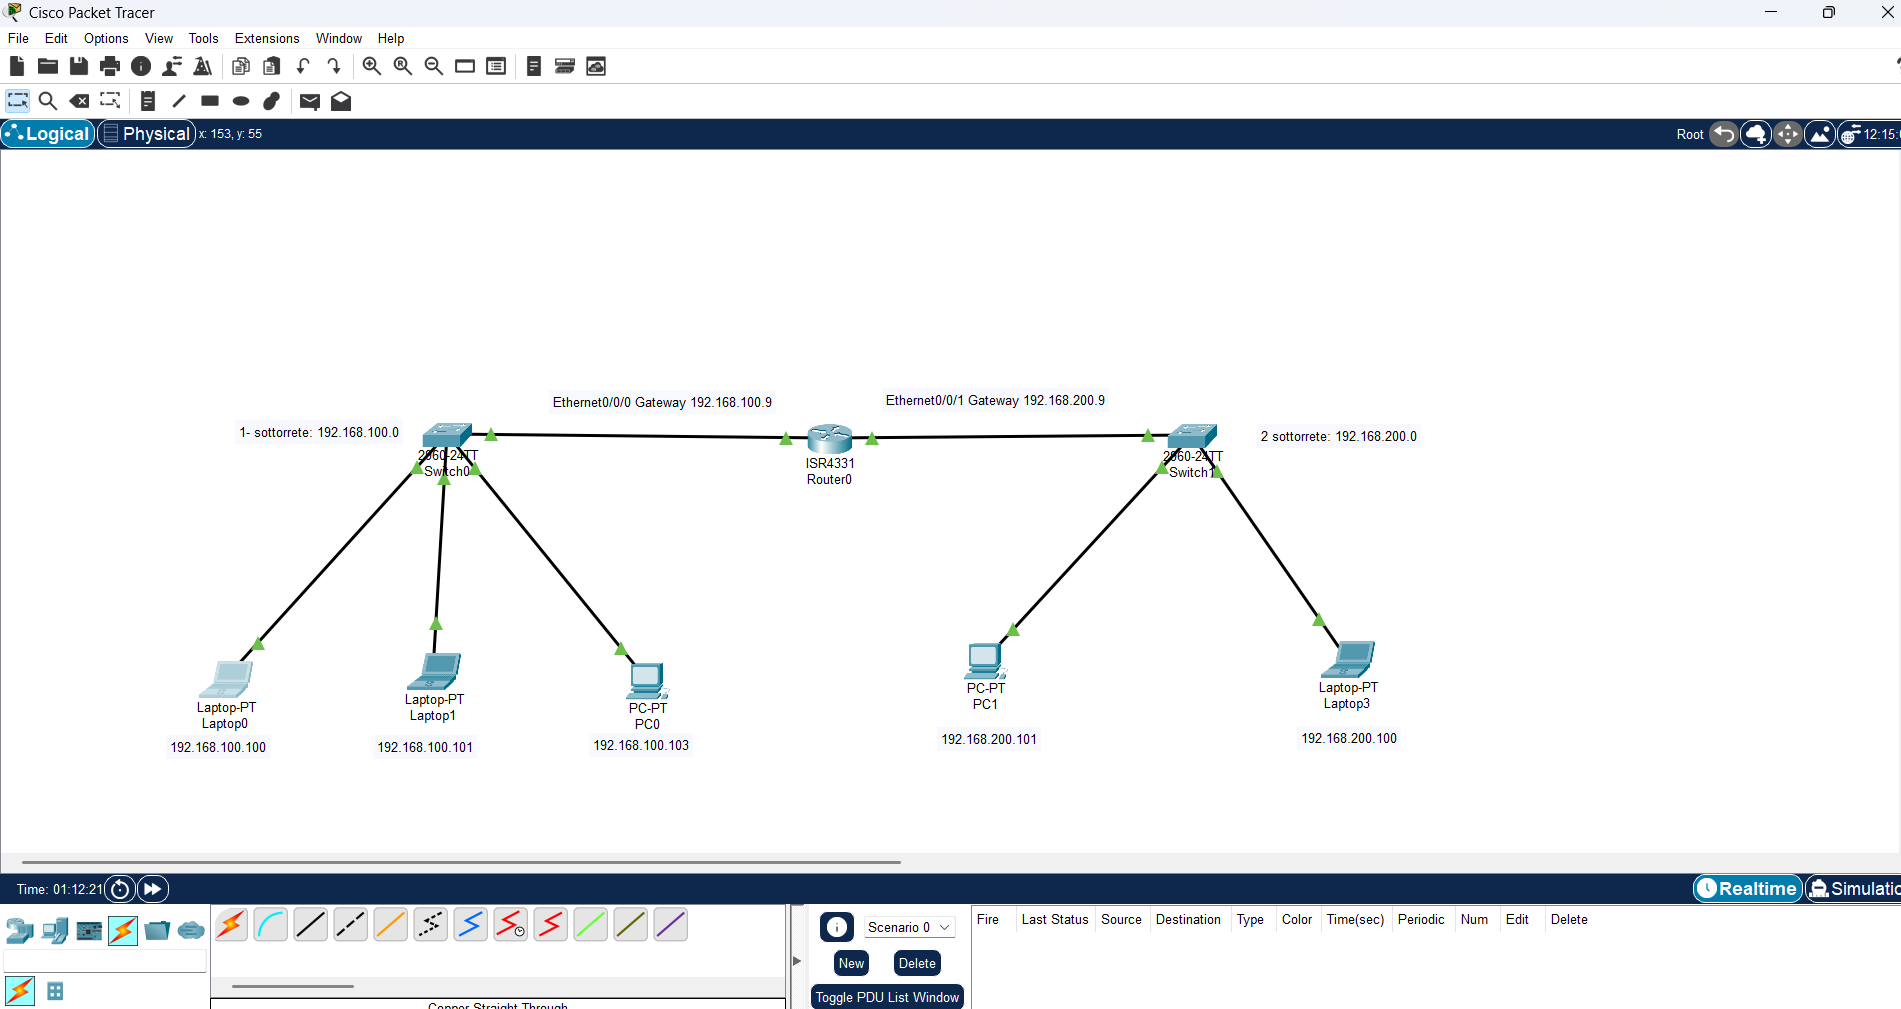 Cisco Packet Tracer
File Edit Options View Tools Extensions Window Help
Logical Physical x: 153, y: 55 Root 12:15:
Ethernet0/0/0 Gateway 192.168.100.9
Ethernet0/0/1 Gateway 192.168.200.9
1- sottorrete: 192.168.100.0
2 sottorrete: 192.168.200.0
2960-24TT
Switch0
ISR4331
Router0
2960-24TT
Switch1
Laptop-PT
Laptop0
192.168.100.100
Laptop-PT
Laptop1
192.168.100.101
PC-PT
PC0
192.168.100.103
PC-PT
PC1
192.168.200.101
Laptop-PT
Laptop3
192.168.200.100
Time: 01:12:21 Realtime Simulatio
Scenario 0
New Delete
Toggle PDU List Window
Fire Last Status Source Destination Type Color Time(sec) Periodic Num Edit Delete
Copper Straight-Through